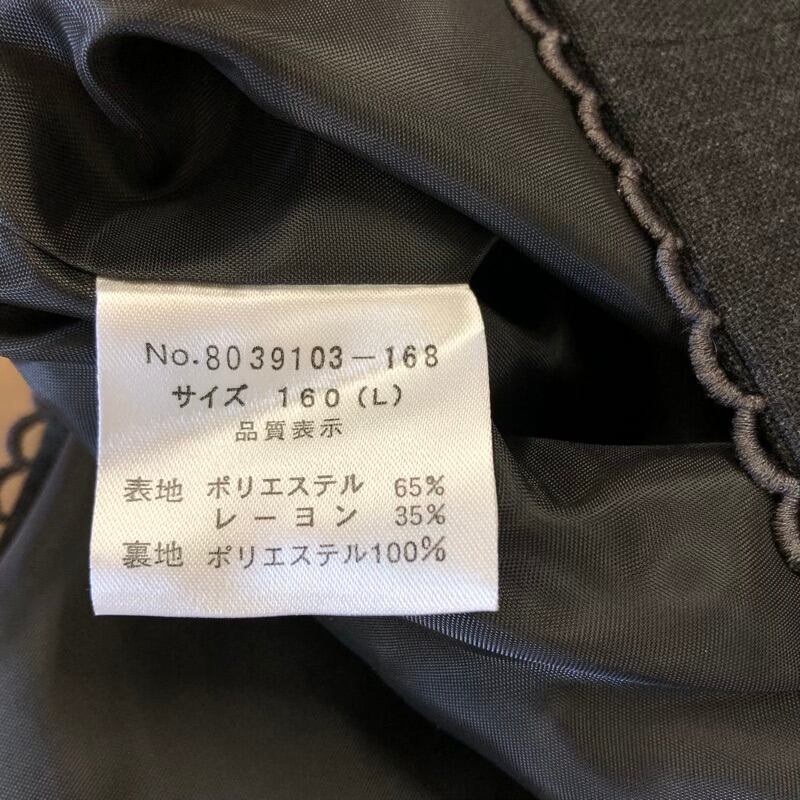 No.8039103-168
サイズ 160(L)
品質表示
表地 ポリエステル 65%
レーヨン 35%
裏地 ポリエステル100%